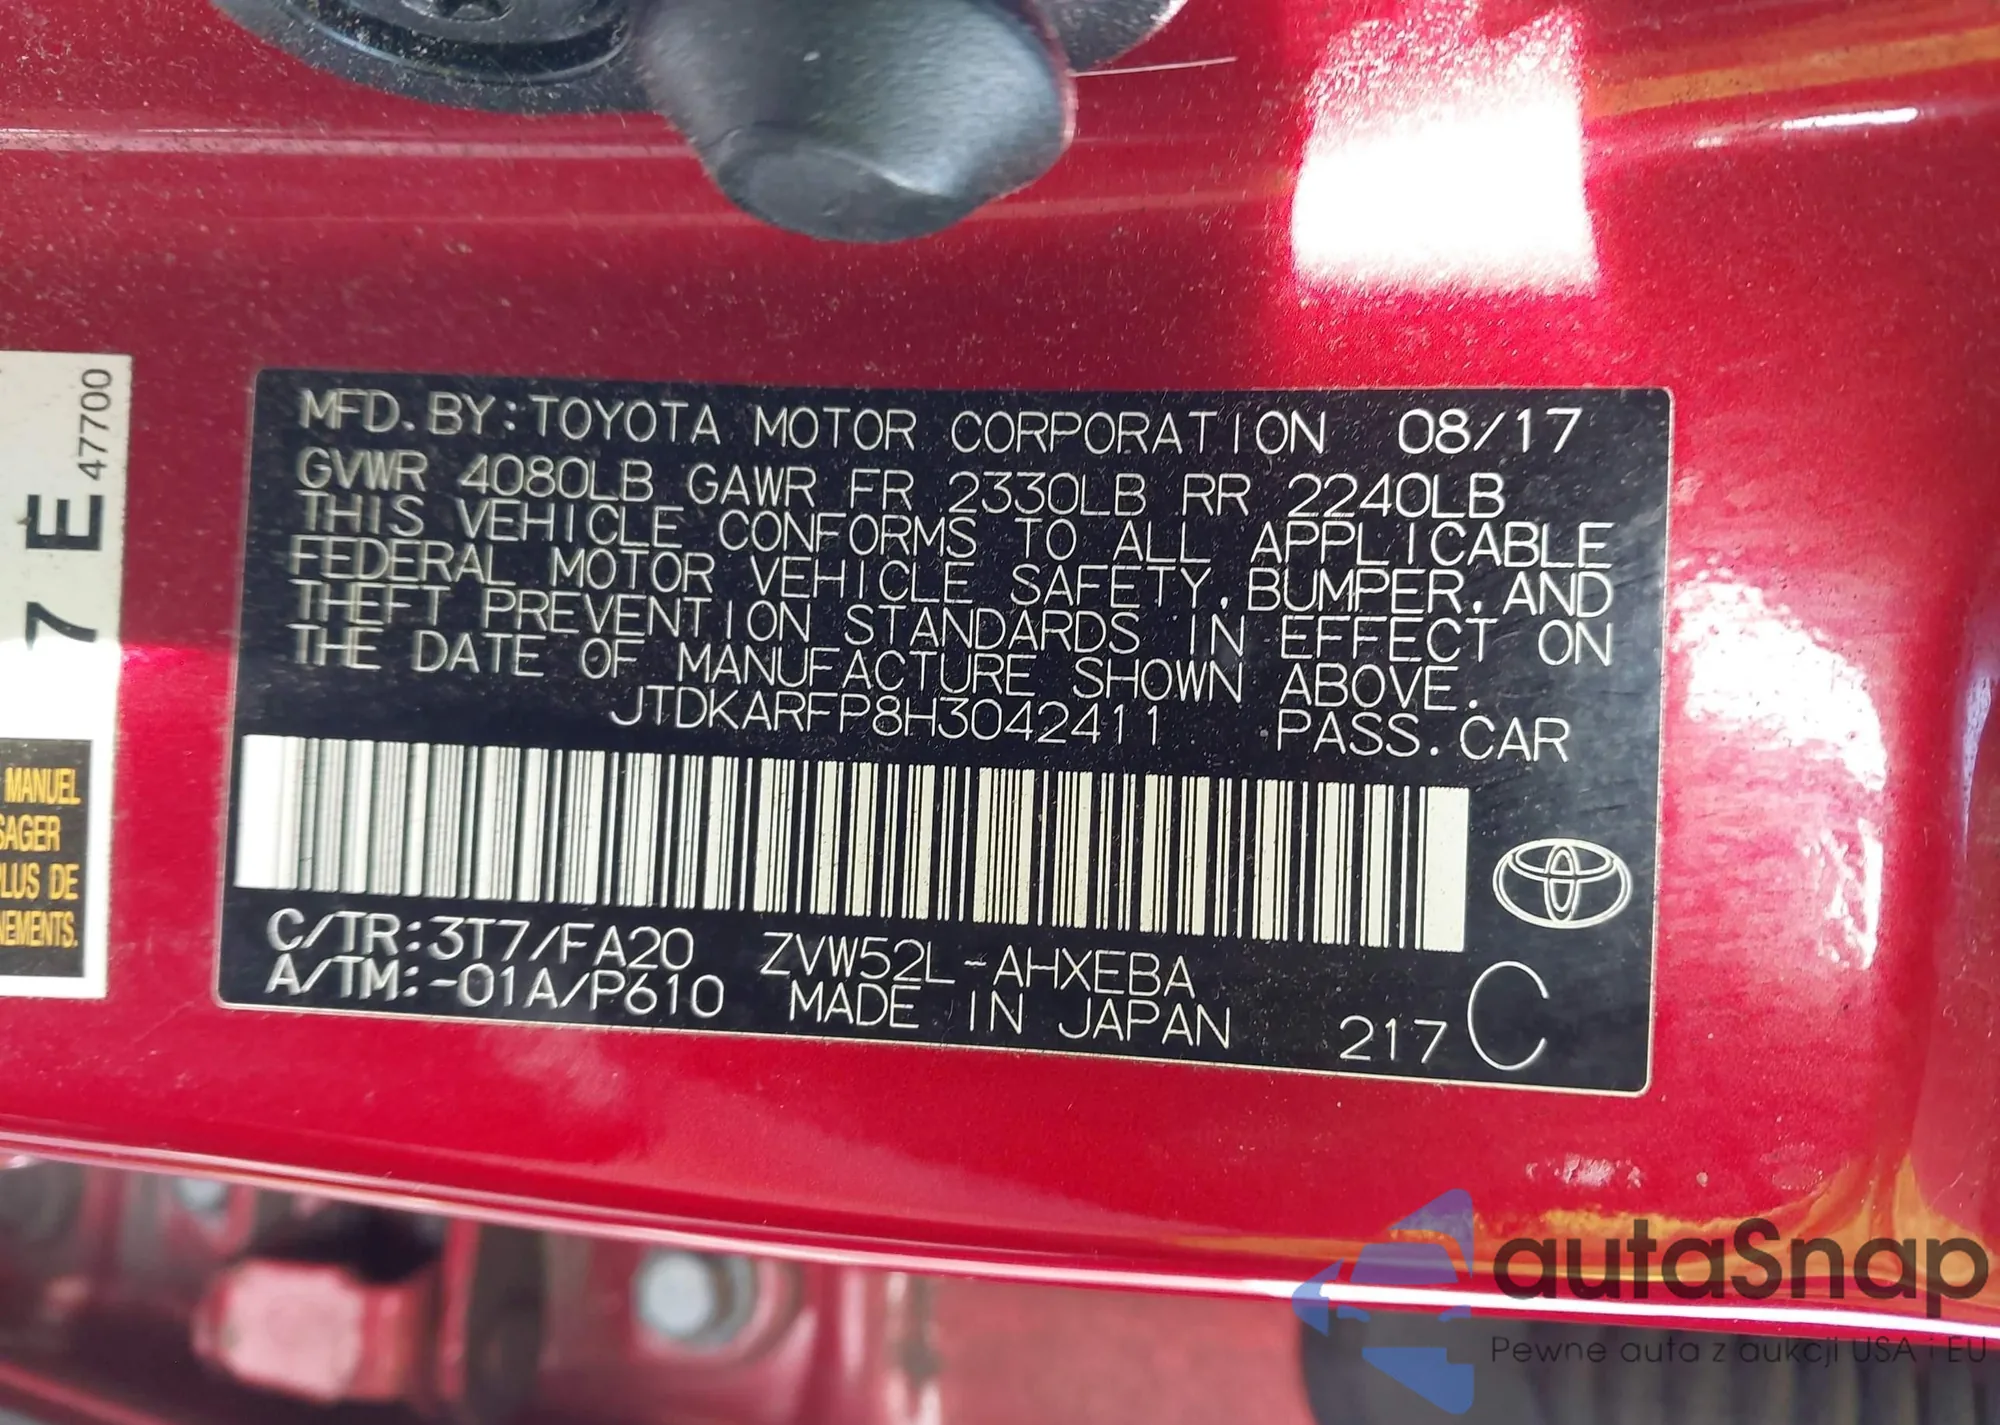 MFD. BY: TOYOTA MOTOR CORPORATION 08/17
GVWR 4080LB GAWR FR 2330LB RR 2240LB
THIS VEHICLE CONFORMS TO ALL APPLICABLE
FEDERAL MOTOR VEHICLE SAFETY, BUMPER, AND
THEFT PREVENTION STANDARDS IN EFFECT ON
THE DATE OF MANUFACTURE SHOWN ABOVE.
JTDKARFP8H3042411 PASS. CAR
C/TR:3T7/FA20 ZVW52L-AHXEBA
A/TM:-01A/P610 MADE IN JAPAN 217 C
7 E 47700
MANUEL
PLUS DE
autaSnap
Pewne auta z aukcji USA i EU